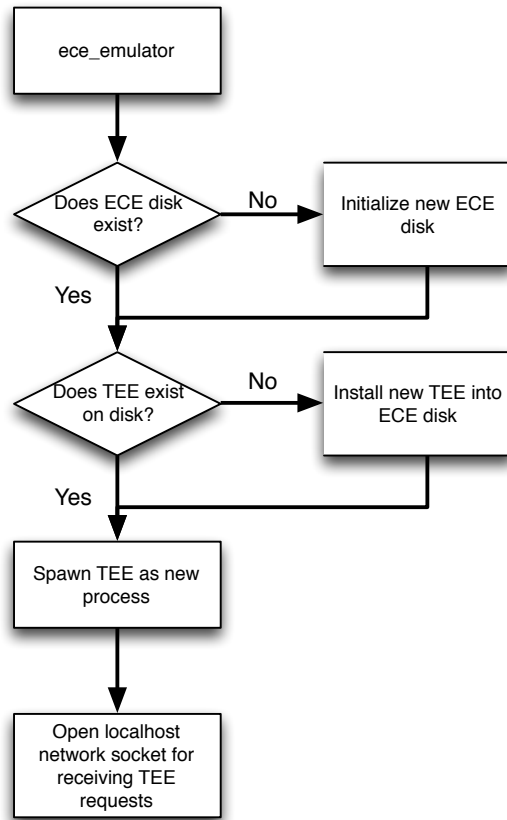 ece_emulator
Does ECE disk
exist?
No
Initialize new ECE
disk
Yes
Does TEE exist
on disk?
No
Install new TEE into
ECE disk
Yes
Spawn TEE as new
process
Open localhost
network socket for
receiving TEE
requests